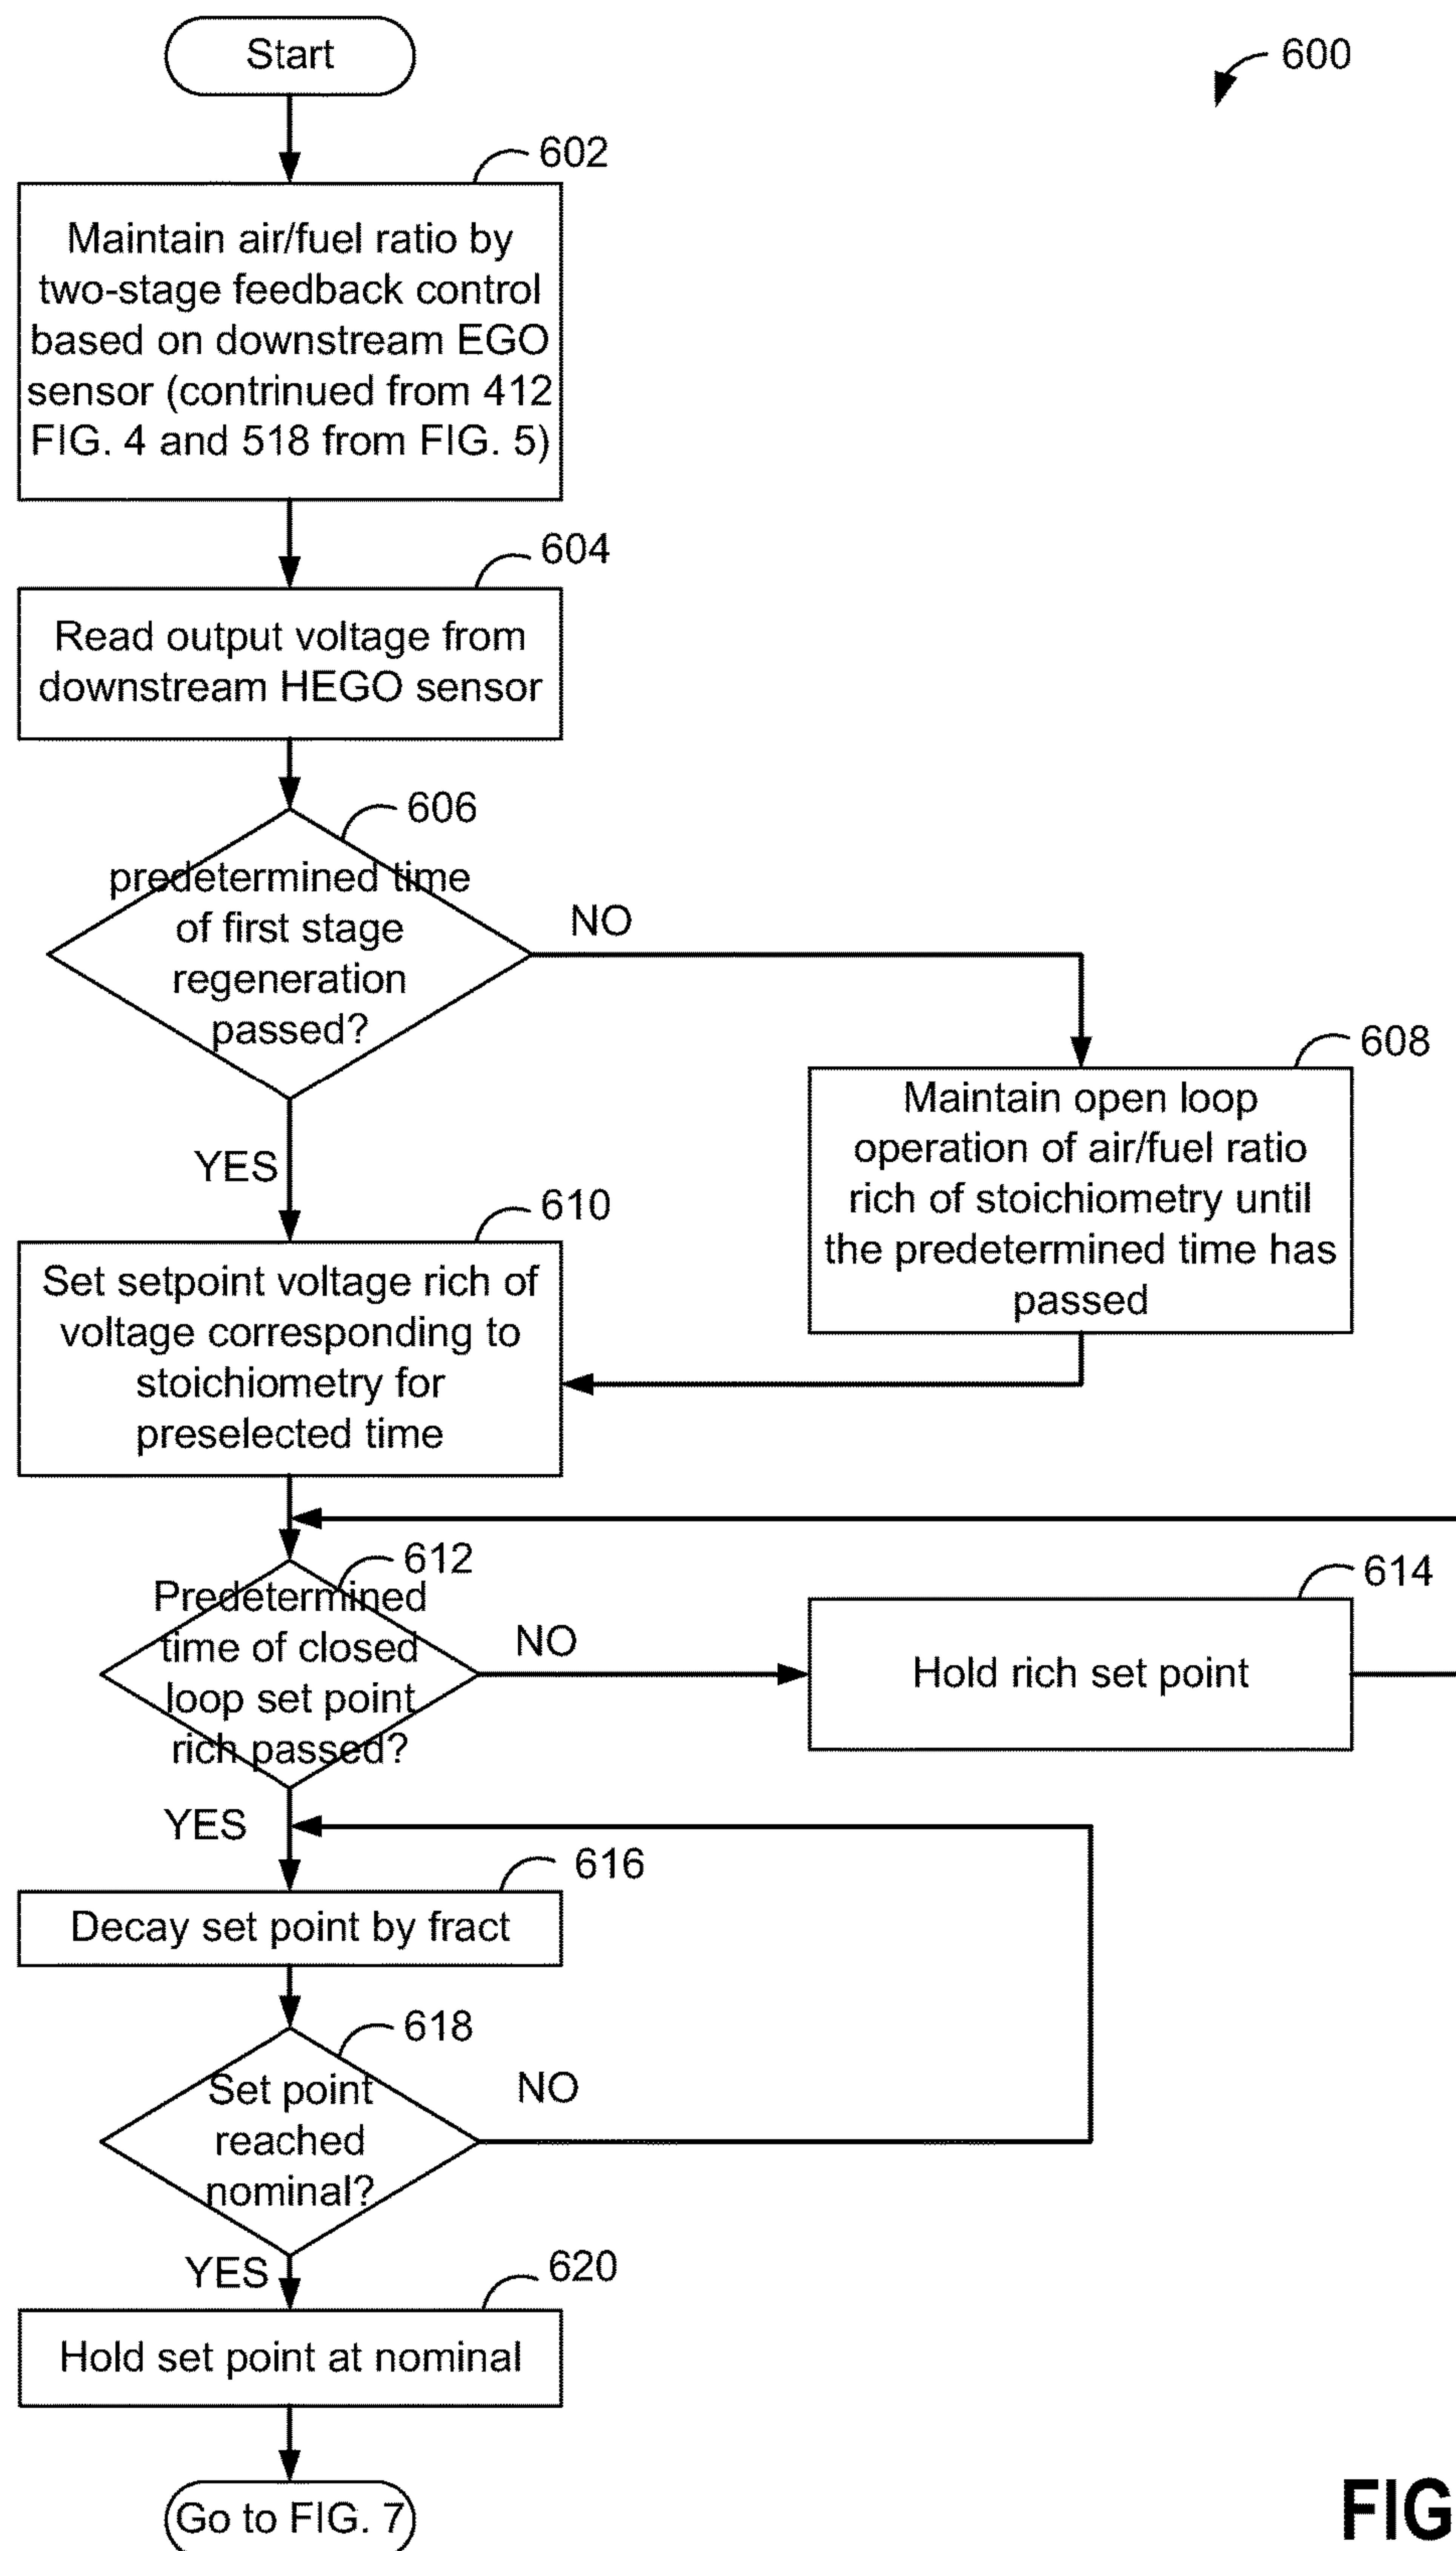 Start
600
602
Maintain air/fuel ratio by
two-stage feedback control
based on downstream EGO
sensor (contrinued from 412
FIG. 4 and 518 from FIG. 5)
604
Read output voltage from
downstream HEGO sensor
606
predetermined time
of first stage
regeneration
passed?
NO
YES
608
Maintain open loop
operation of air/fuel ratio
rich of stoichiometry until
the predetermined time has
passed
610
Set setpoint voltage rich of
voltage corresponding to
stoichiometry for
preselected time
612
Predetermined
time of closed
loop set point
rich passed?
NO
614
Hold rich set point
YES
616
Decay set point by fract
618
Set point
reached
nominal?
NO
YES
620
Hold set point at nominal
Go to FIG. 7
FIG